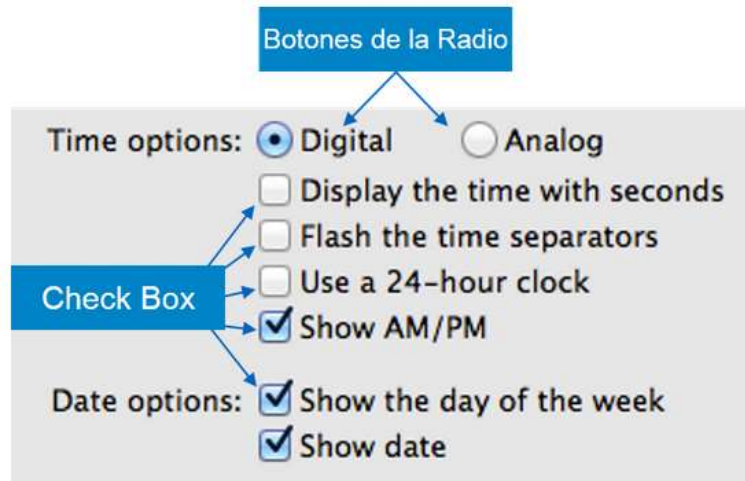 Botones de la Radio
Time options: Digital Analog
Display the time with seconds
Flash the time separators
Use a 24-hour clock
Check Box
Show AM/PM
Date options: Show the day of the week
Show date